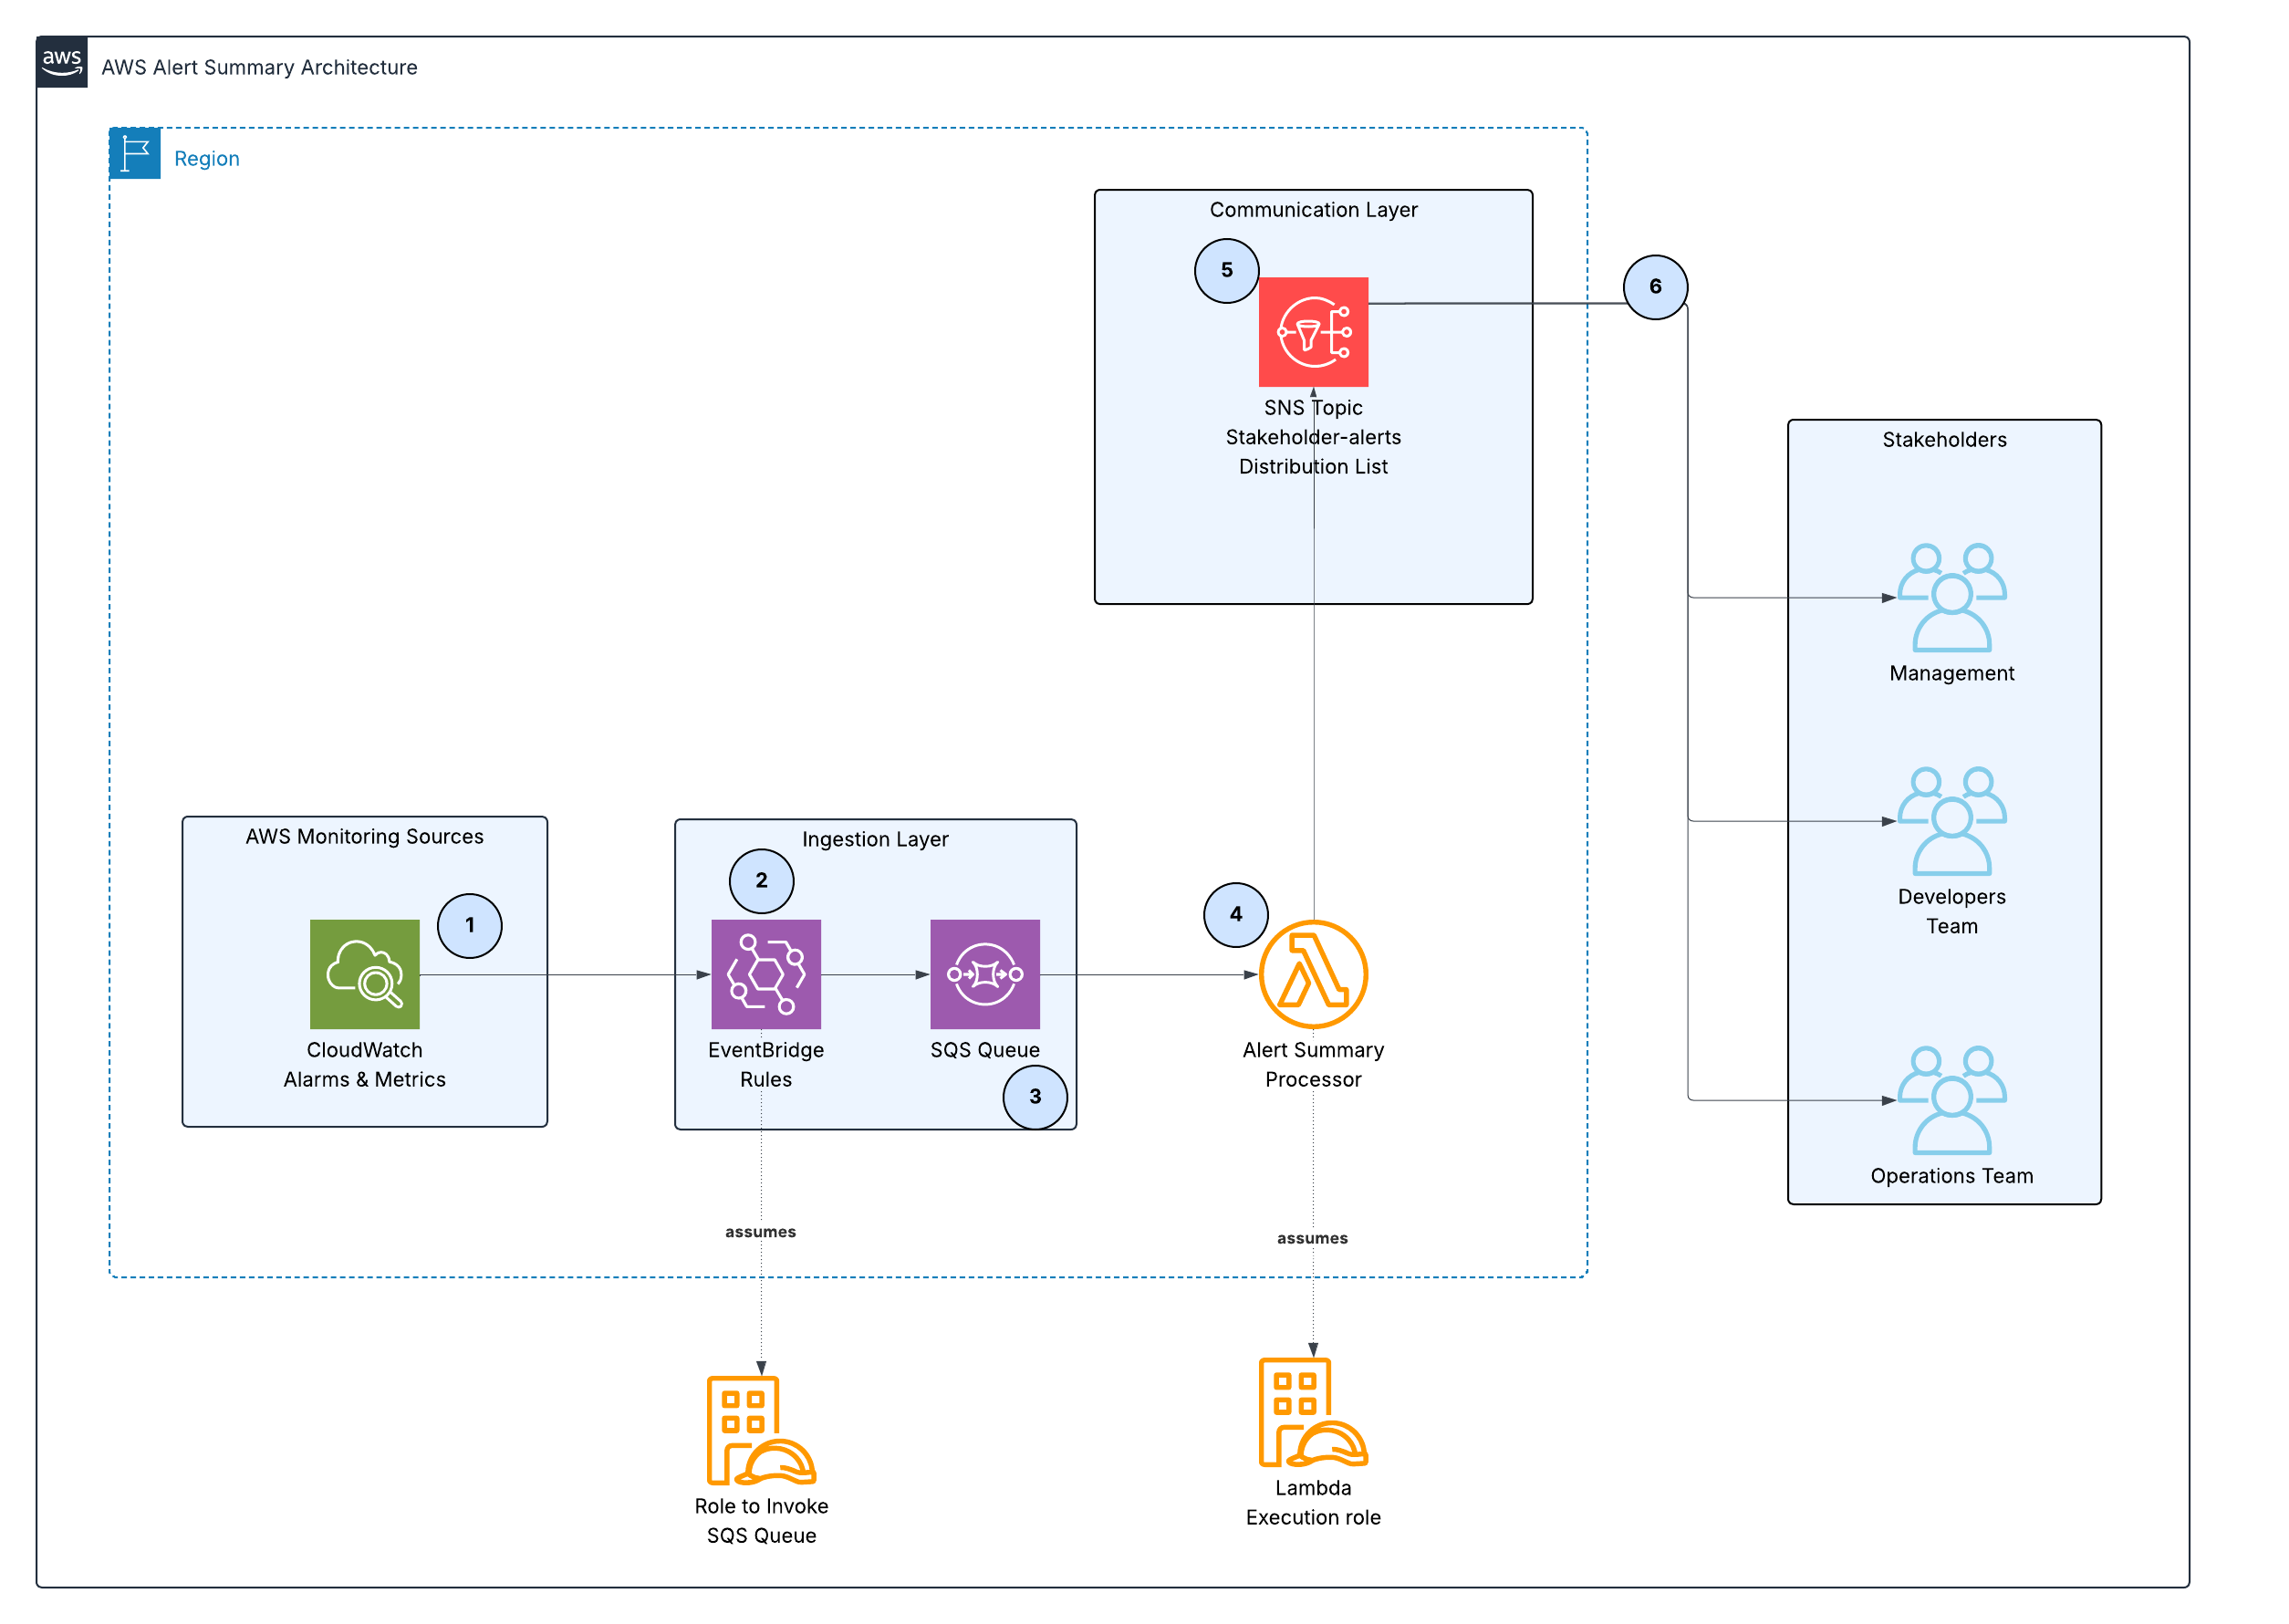 aws
AWS Alert Summary Architecture
Region
Communication Layer
5
6
SNS Topic
Stakeholder-alerts
Distribution List
Stakeholders
Management
Developers
Team
Operations Team
AWS Monitoring Sources
1
CloudWatch
Alarms & Metrics
Ingestion Layer
2
EventBridge
Rules
SQS Queue
3
4
Alert Summary
Processor
assumes
assumes
Role to Invoke
SQS Queue
Lambda
Execution role